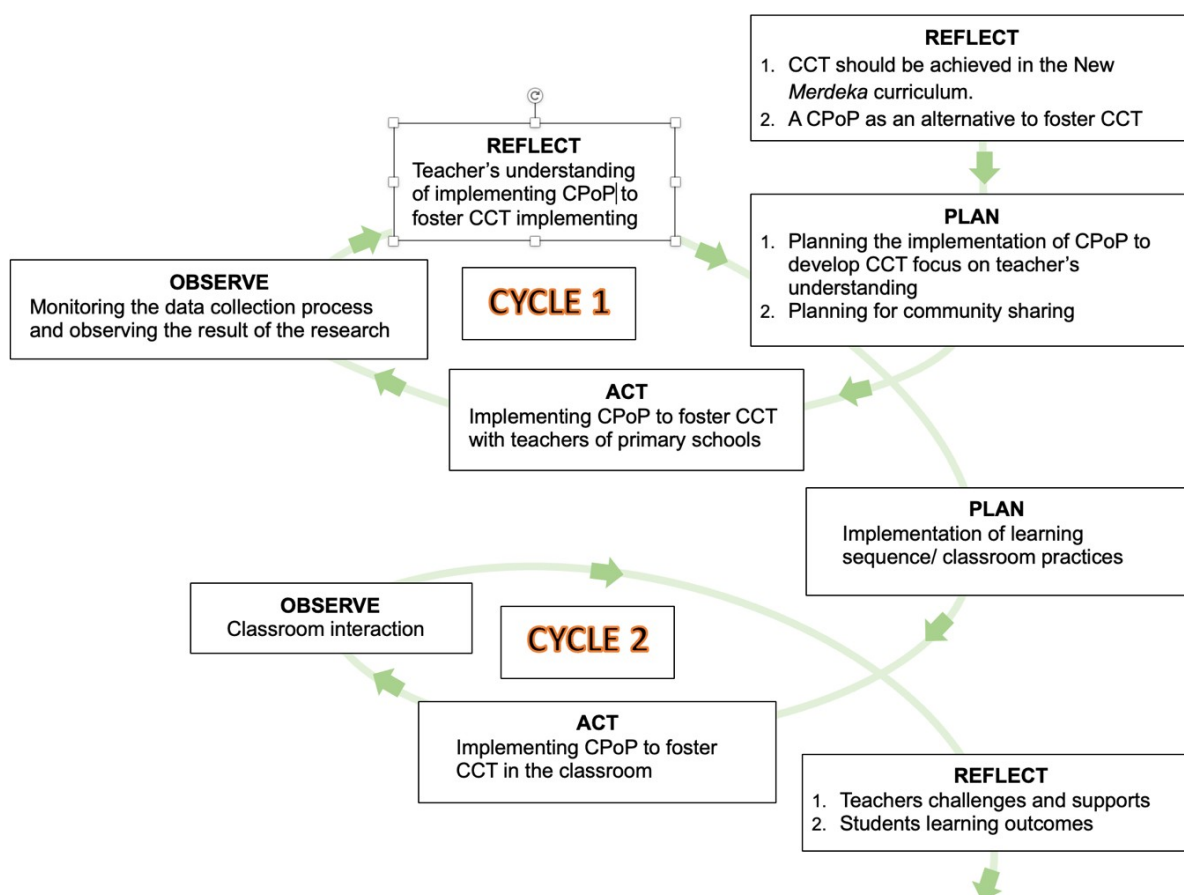 REFLECT
1. CCT should be achieved in the New
Merdeka curriculum.
2. A CPoP as an alternative to foster CCT
REFLECT
Teacher’s understanding
of implementing CPoP to
foster CCT implementing
PLAN
1. Planning the implementation of CPoP to
develop CCT focus on teacher’s
understanding
2. Planning for community sharing
OBSERVE
Monitoring the data collection process
and observing the result of the research
CYCLE 1
ACT
Implementing CPoP to foster CCT
with teachers of primary schools
PLAN
Implementation of learning
sequence/ classroom practices
OBSERVE
Classroom interaction
CYCLE 2
ACT
Implementing CPoP to foster
CCT in the classroom
REFLECT
1. Teachers challenges and supports
2. Students learning outcomes